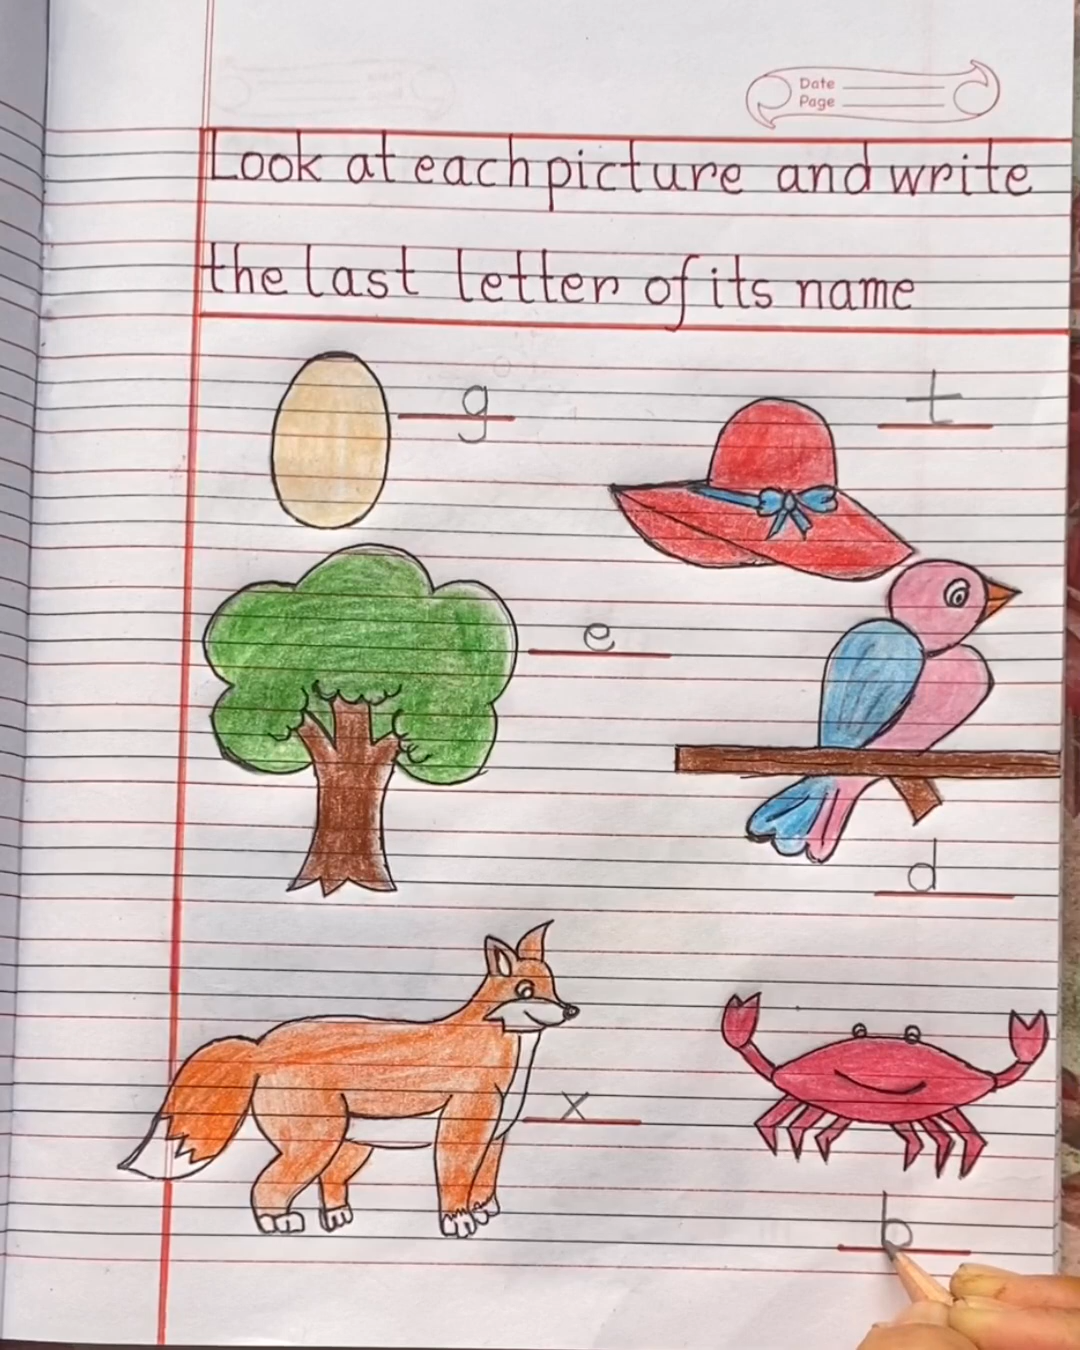 Date
Page
Look at each picture and write
the last letter of its name
g
t
e
d
x
b